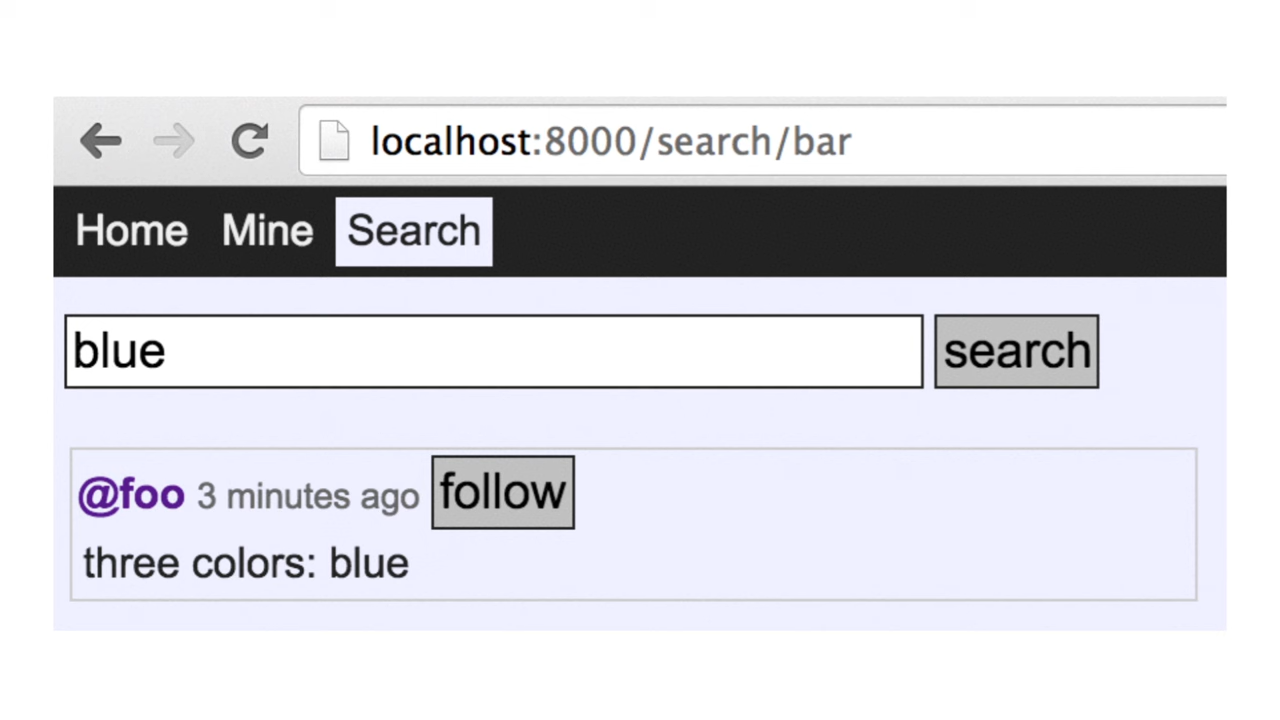 localhost:8000/search/bar
Home Mine Search
blue search
@foo 3 minutes ago follow
three colors: blue